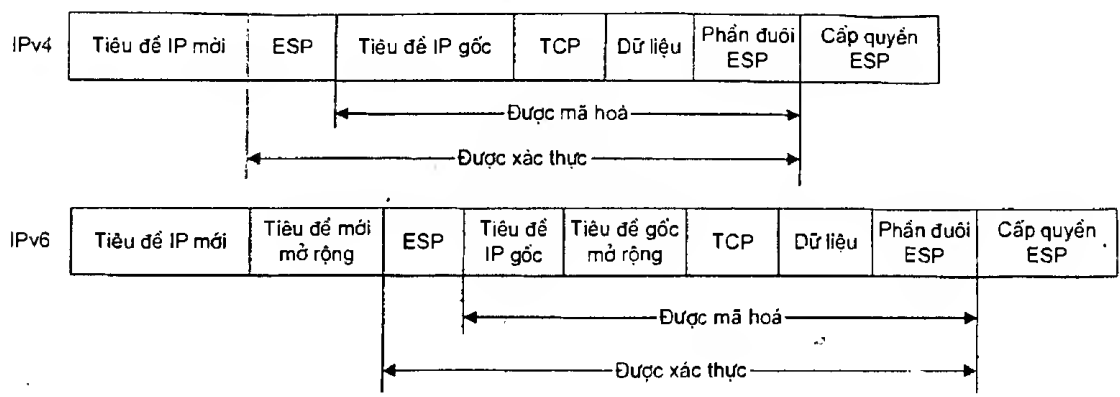 IPv4
Tiêu đề IP mời
ESP
Tiêu đề IP gốc
TCP
Dữ liệu
Phần đuôi
ESP
Cấp quyền
ESP
Được mã hoá
Được xác thực
IPv6
Tiêu đề IP mới
Tiêu đề mới
mở rộng
ESP
Tiêu đề
IP gốc
Tiêu đề gốc
mở rộng
TCP
Dữ liệu
Phần đuôi
ESP
Cấp quyền
ESP
Được mã hoá
Được xác thực